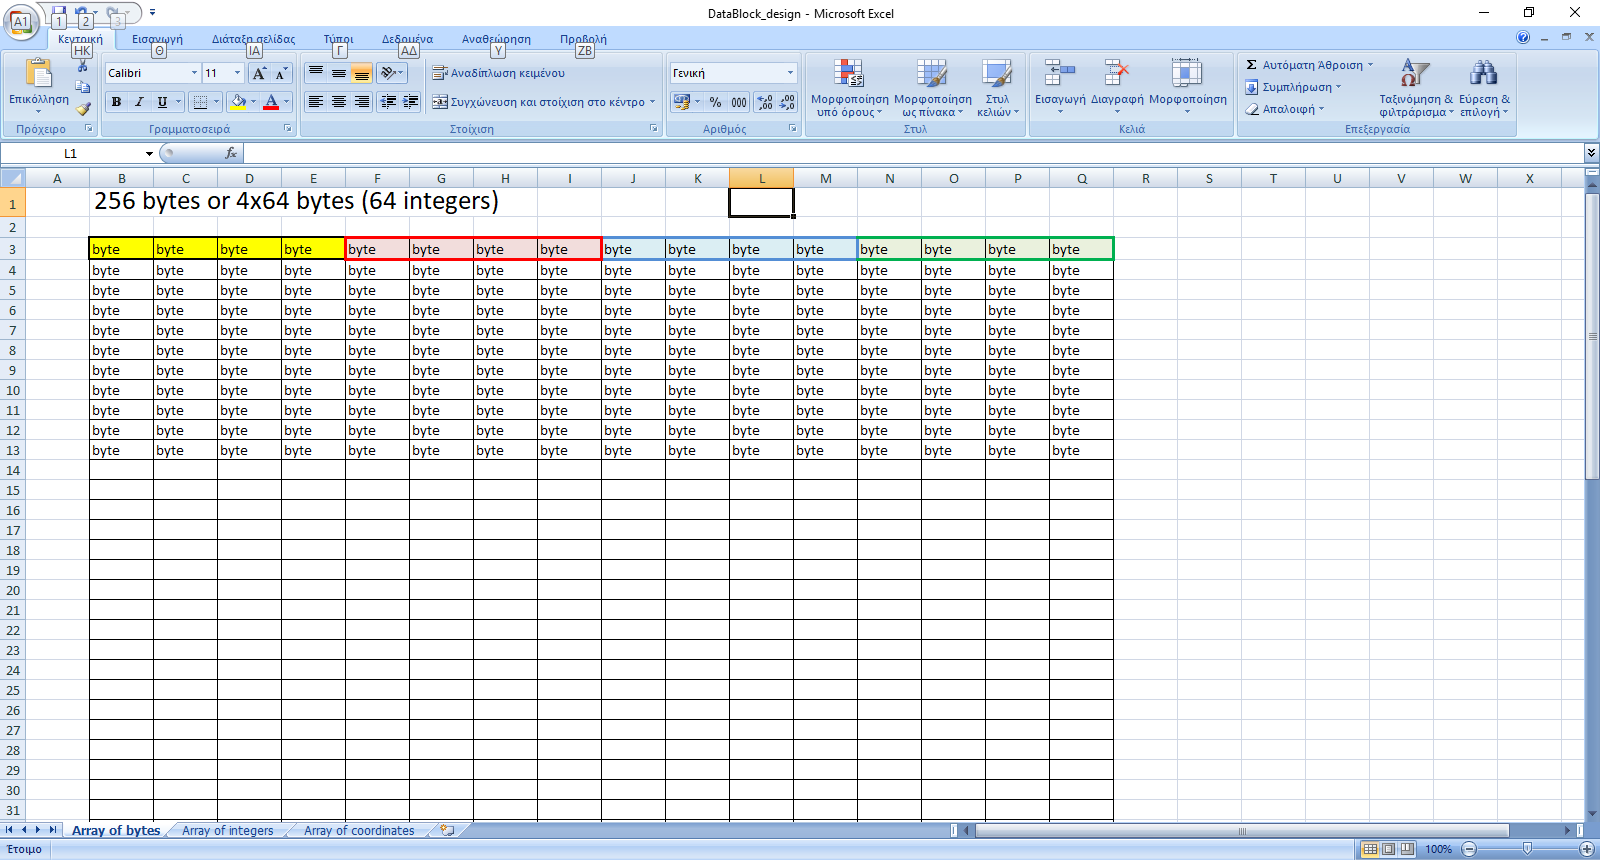 DataBlock_design - Microsoft Excel
A1 1 2 3
Κεντρική Εισαγωγή Διάταξη σελίδας Τύποι Δεδομένα Αναθεώρηση Προβολή
ΗΚ Θ ΙΑ Γ ΑΔ Υ ΖΒ
Επικόλληση
Πρόχειρο
Calibri 11
B I U
Γραμματοσειρά
Αναδίπλωση κειμένου
Συγχώνευση και στοίχιση στο κέντρο
Στοίχιση
Γενική
% 000
Αριθμός
Μορφοποίηση υπό όρους
Μορφοποίηση ως πίνακα
Στυλ κελιών
Στυλ
Εισαγωγή Διαγραφή Μορφοποίηση
Κελιά
Αυτόματη Άθροιση
Συμπλήρωση
Απαλοιφή
Ταξινόμηση & φιλτράρισμα
Εύρεση & επιλογή
Επεξεργασία
L1 fx
A B C D E F G H I J K L M N O P Q R S T U V W X
1 256 bytes or 4x64 bytes (64 integers)
2
3 byte byte byte byte byte byte byte byte byte byte byte byte byte byte byte byte
4 byte byte byte byte byte byte byte byte byte byte byte byte byte byte byte byte
5 byte byte byte byte byte byte byte byte byte byte byte byte byte byte byte byte
6 byte byte byte byte byte byte byte byte byte byte byte byte byte byte byte byte
7 byte byte byte byte byte byte byte byte byte byte byte byte byte byte byte byte
8 byte byte byte byte byte byte byte byte byte byte byte byte byte byte byte byte
9 byte byte byte byte byte byte byte byte byte byte byte byte byte byte byte byte
10 byte byte byte byte byte byte byte byte byte byte byte byte byte byte byte byte
11 byte byte byte byte byte byte byte byte byte byte byte byte byte byte byte byte
12 byte byte byte byte byte byte byte byte byte byte byte byte byte byte byte byte
13 byte byte byte byte byte byte byte byte byte byte byte byte byte byte byte byte
14
15
16
17
18
19
20
21
22
23
24
25
26
27
28
29
30
31
Array of bytes Array of integers Array of coordinates
Έτοιμο 100%